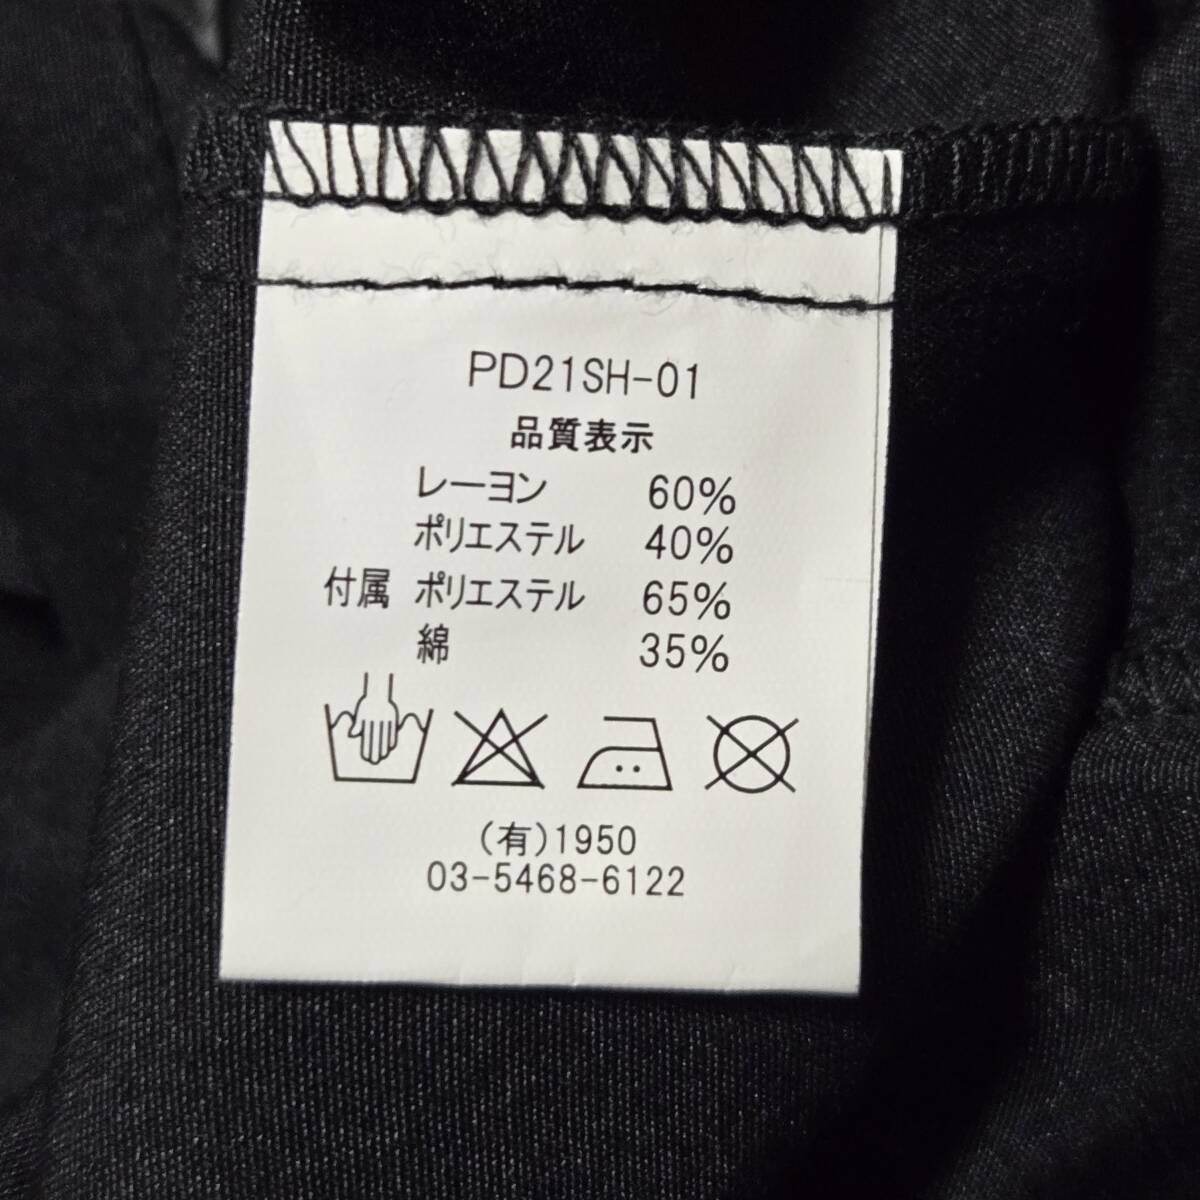 PD21SH-01
品質表示
レーヨン 60%
ポリエステル 40%
付属 ポリエステル 65%
綿 35%
(有)1950
03-5468-6122